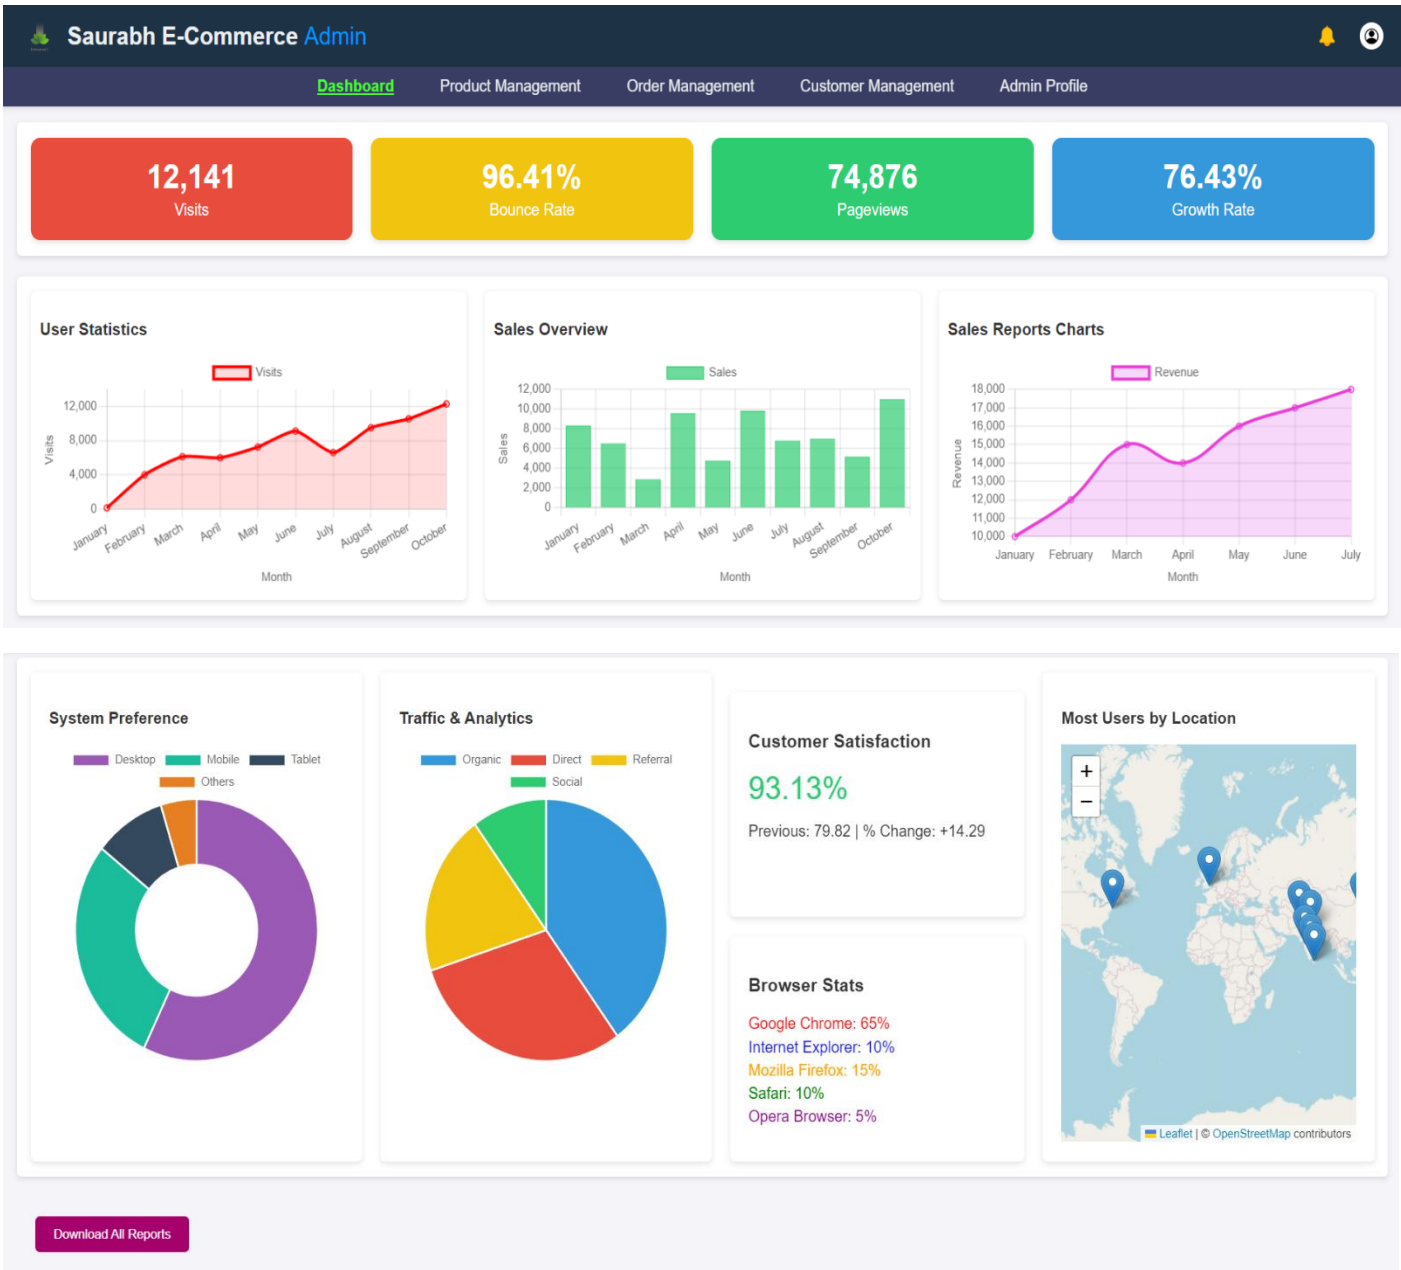 Saurabh E-Commerce Admin
Dashboard Product Management Order Management Customer Management Admin Profile
12,141
Visits
96.41%
Bounce Rate
74,876
Pageviews
76.43%
Growth Rate
User Statistics
Visits
12,000
8,000
4,000
0
Visits
January February March April May June July August September October
Month
Sales Overview
Sales
12,000
10,000
8,000
6,000
4,000
2,000
0
Sales
January February March April May June July August September October
Month
Sales Reports Charts
Revenue
18,000
17,000
16,000
15,000
14,000
13,000
12,000
11,000
10,000
Revenue
January February March April May June July
Month
System Preference
Desktop Mobile Tablet
Others
Traffic & Analytics
Organic Direct Referral
Social
Customer Satisfaction
93.13%
Previous: 79.82 | % Change: +14.29
Browser Stats
Google Chrome: 65%
Internet Explorer: 10%
Mozilla Firefox: 15%
Safari: 10%
Opera Browser: 5%
Most Users by Location
+
−
Leaflet | © OpenStreetMap contributors
Download All Reports